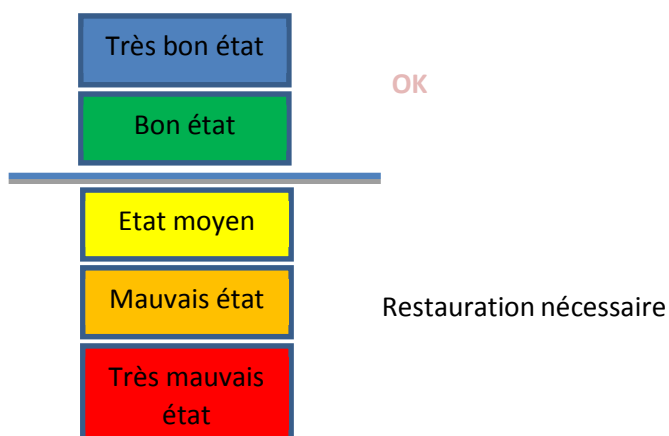 Très bon état
OK
Bon état
Etat moyen
Mauvais état
Restauration nécessaire
Très mauvais
état